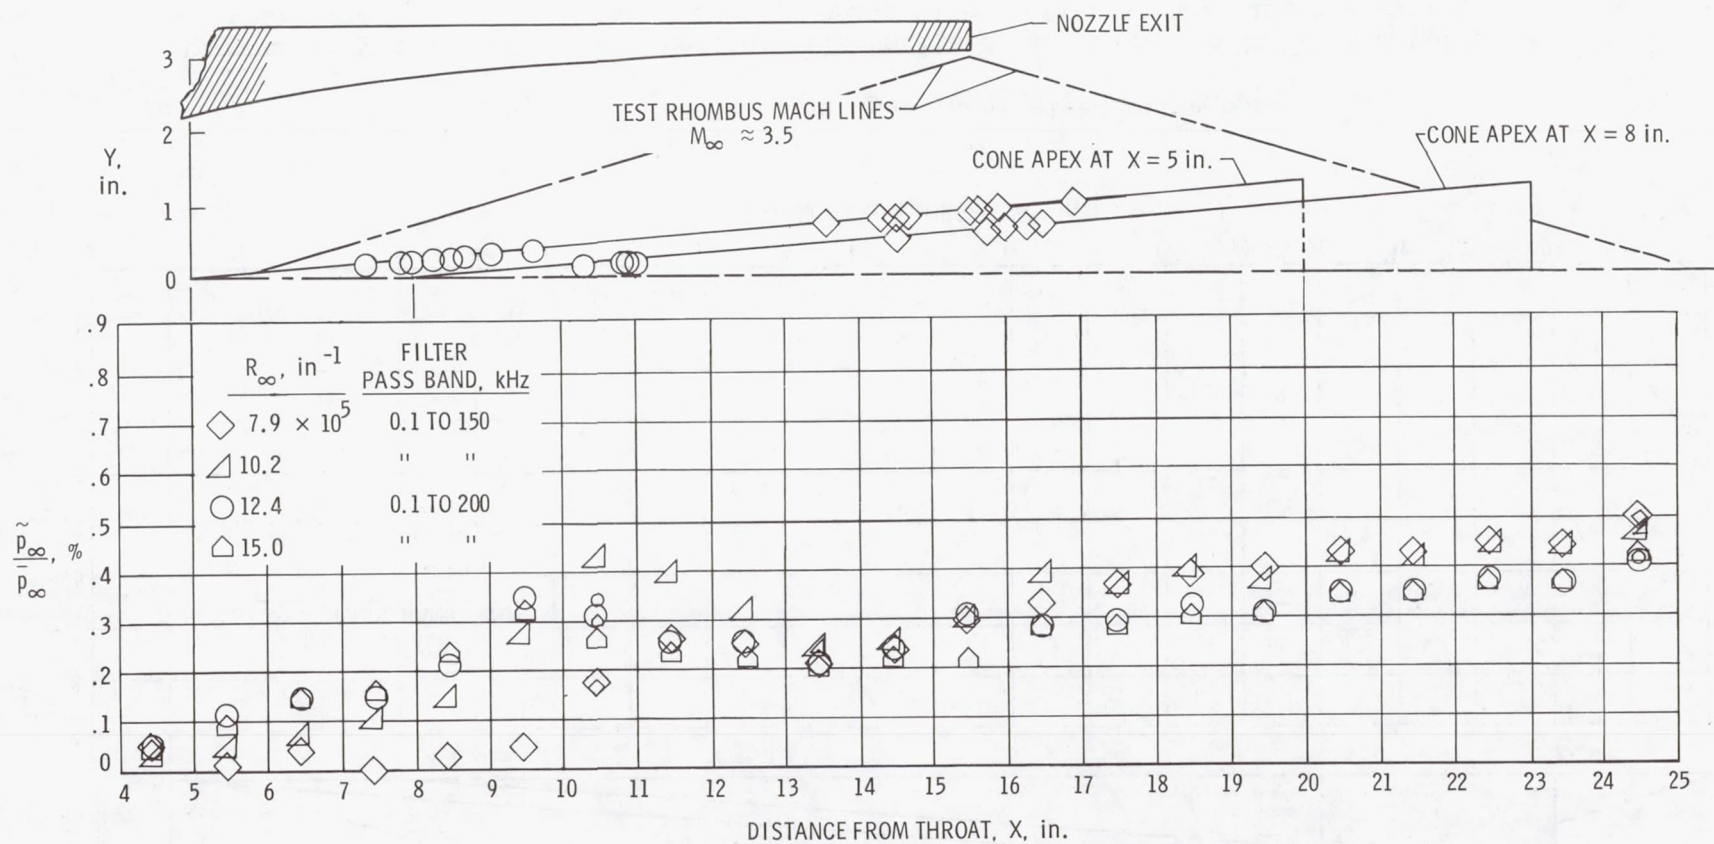 NOZZLE EXIT
3
TEST RHOMBUS MACH LINES
M∞ ≈ 3.5
2
CONE APEX AT X = 8 in.
Y,
in.
CONE APEX AT X = 5 in.
1
0
.9
.8
.7
.6
.5
.4
.3
.2
.1
0
R∞, in⁻¹
FILTER
PASS BAND, kHz
7.9 × 10⁵ 0.1 TO 150
10.2 " "
12.4 0.1 TO 200
15.0 " "
p̃∞
p̄∞
, %
4 5 6 7 8 9 10 11 12 13 14 15 16 17 18 19 20 21 22 23 24 25
DISTANCE FROM THROAT, X, in.